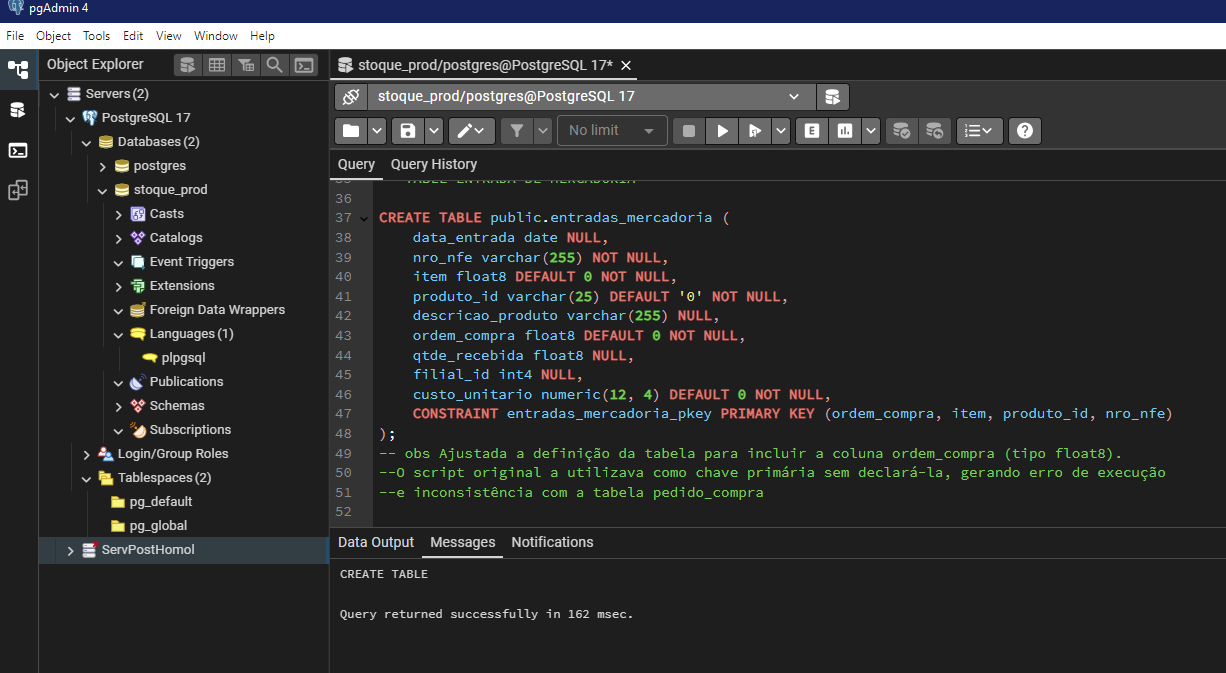 pgAdmin 4
File Object Tools Edit View Window Help
Object Explorer
Servers (2)
PostgreSQL 17
Databases (2)
postgres
stoque_prod
Casts
Catalogs
Event Triggers
Extensions
Foreign Data Wrappers
Languages (1)
plpgsql
Publications
Schemas
Subscriptions
Login/Group Roles
Tablespaces (2)
pg_default
pg_global
ServPostHomol
stoque_prod/postgres@PostgreSQL 17*
stoque_prod/postgres@PostgreSQL 17
No limit
E
Query Query History
35 -- TABLE ENTRADA DE MERCADORIA
36
37 CREATE TABLE public.entradas_mercadoria (
38 data_entrada date NULL,
39 nro_nfe varchar(255) NOT NULL,
40 item float8 DEFAULT 0 NOT NULL,
41 produto_id varchar(25) DEFAULT '0' NOT NULL,
42 descricao_produto varchar(255) NULL,
43 ordem_compra float8 DEFAULT 0 NOT NULL,
44 qtde_recebida float8 NULL,
45 filial_id int4 NULL,
46 custo_unitario numeric(12, 4) DEFAULT 0 NOT NULL,
47 CONSTRAINT entradas_mercadoria_pkey PRIMARY KEY (ordem_compra, item, produto_id, nro_nfe)
48 );
49 -- obs Ajustada a definição da tabela para incluir a coluna ordem_compra (tipo float8).
50 --O script original a utilizava como chave primária sem declará-la, gerando erro de execução
51 --e inconsistência com a tabela pedido_compra
52
Data Output Messages Notifications
CREATE TABLE
Query returned successfully in 162 msec.